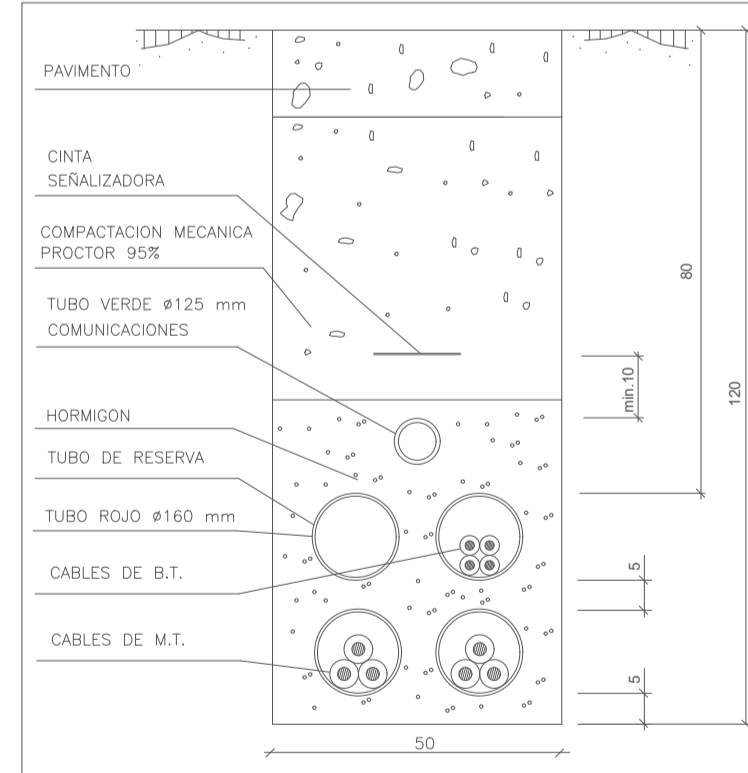 PAVIMENTO
CINTA
SEÑALIZADORA
COMPACTACION MECANICA
PROCTOR 95%
TUBO VERDE ø125 mm
COMUNICACIONES
HORMIGON
TUBO DE RESERVA
TUBO ROJO ø160 mm
CABLES DE B.T.
CABLES DE M.T.
80
min.10
120
5
5
50